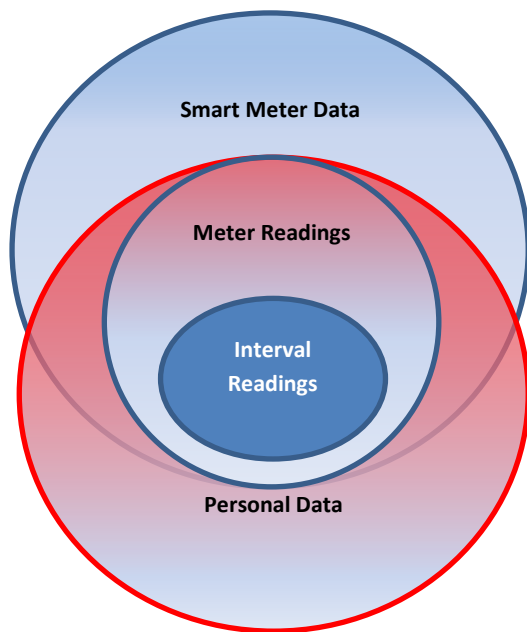 Smart Meter Data
Meter Readings
Interval
Readings
Personal Data